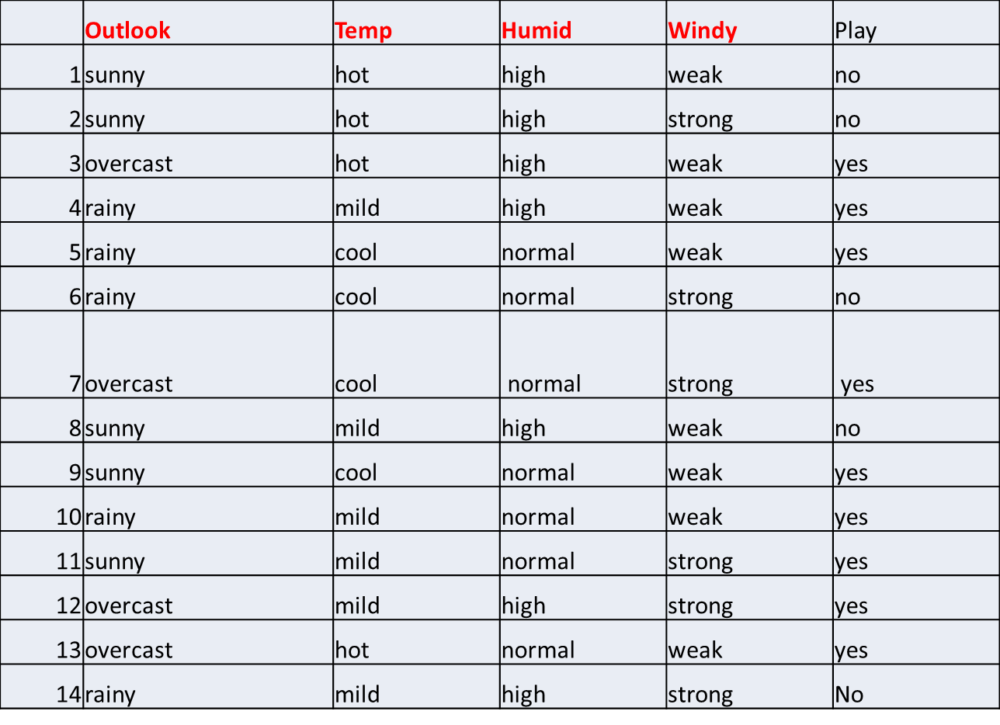 Outlook Temp Humid Windy Play
1 sunny hot high weak no
2 sunny hot high strong no
3 overcast hot high weak yes
4 rainy mild high weak yes
5 rainy cool normal weak yes
6 rainy cool normal strong no
7 overcast cool normal strong yes
8 sunny mild high weak no
9 sunny cool normal weak yes
10 rainy mild normal weak yes
11 sunny mild normal strong yes
12 overcast mild high strong yes
13 overcast hot normal weak yes
14 rainy mild high strong No